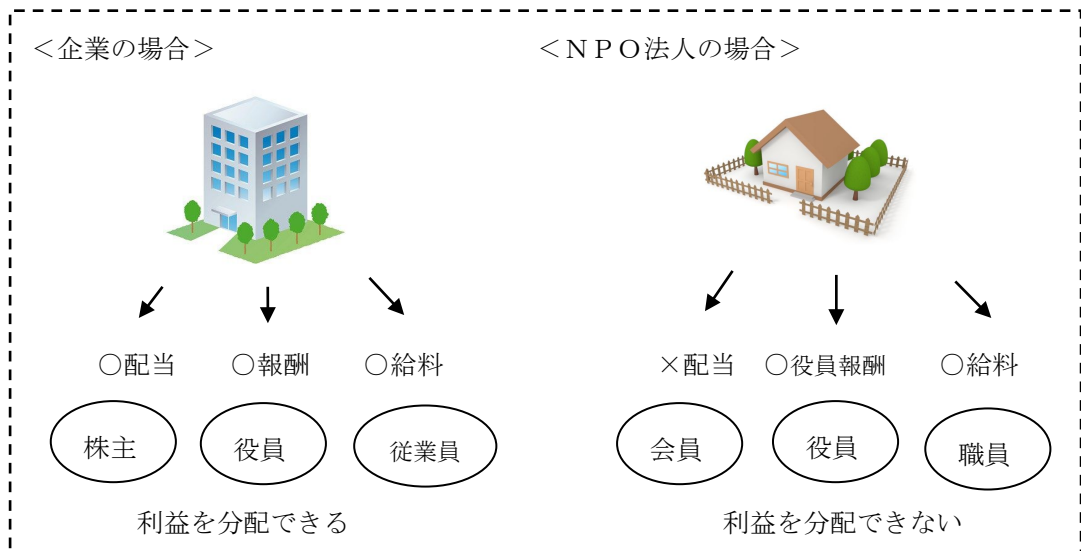 ＜企業の場合＞
＜ＮＰＯ法人の場合＞
○配当 ○報酬 ○給料
×配当 ○役員報酬 ○給料
株主 役員 従業員
会員 役員 職員
利益を分配できる
利益を分配できない